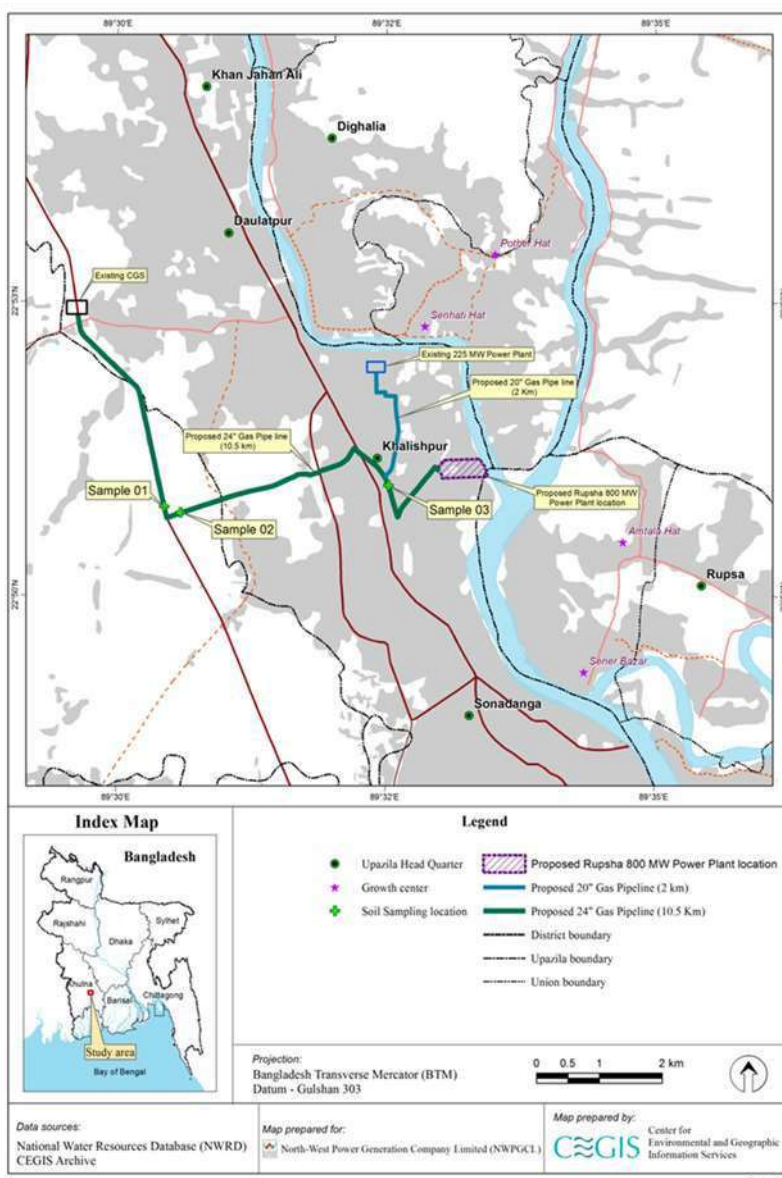 89°30'E
89°32'E
89°35'E
Khan Jahan Ali
Dighalia
Daulatpur
Pother Hat
Existing CGS
22°53'N
Senhati Hat
Existing 225 MW Power Plant
Proposed 20" Gas Pipe line
(2 Km)
Proposed 24" Gas Pipe line
(10.5 km)
Khalishpur
Sample 01
Sample 02
Sample 03
Proposed Rupsha 800 MW
Power Plant location
Amtala Hat
Rupsa
22°50'N
Sener Bazar
Sonadanga
89°30'E
89°32'E
89°35'E
Index Map
Bangladesh
Rangpur
Rajshahi
Sylhet
Dhaka
Khulna
Barisal
Chittagong
Study area
Bay of Bengal
Legend
Upazila Head Quarter
Growth center
Soil Sampling location
Proposed Rupsha 800 MW Power Plant location
Proposed 20" Gas Pipeline (2 km)
Proposed 24" Gas Pipeline (10.5 Km)
District boundary
Upazila boundary
Union boundary
Projection:
Bangladesh Transverse Mercator (BTM)
Datum - Gulshan 303
0 0.5 1 2 km
Data sources:
National Water Resources Database (NWRD)
CEGIS Archive
Map prepared for:
North-West Power Generation Company Limited (NWPGCL)
Map prepared by:
CEGIS
Center for
Environmental and Geographic
Information Services